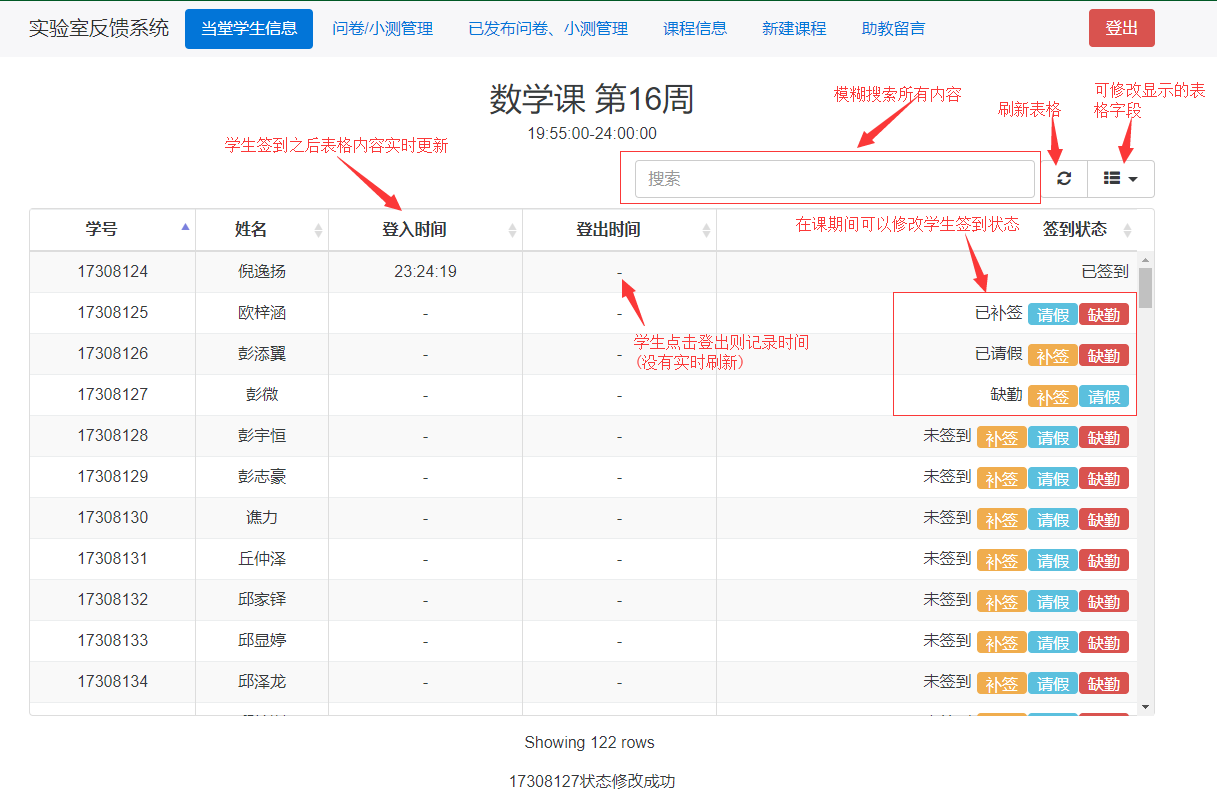 实验室反馈系统 当堂学生信息 问卷/小测管理 已发布问卷、小测管理 课程信息 新建课程 助教留言 登出
数学课 第16周
19:55:00-24:00:00
模糊搜索所有内容
刷新表格
可修改显示的表
格字段
学生签到之后表格内容实时更新
搜索
在课期间可以修改学生签到状态
学号 姓名 登入时间 登出时间 签到状态
17308124 倪逸扬 23:24:19 - 已签到
17308125 欧梓涵 - - 已补签 请假 缺勤
学生点击登出则记录时间
(没有实时刷新)
17308126 彭添翼 - - 已请假 补签 缺勤
17308127 彭微 - - 缺勤 补签 请假
17308128 彭宇恒 - - 未签到 补签 请假 缺勤
17308129 彭志豪 - - 未签到 补签 请假 缺勤
17308130 谯力 - - 未签到 补签 请假 缺勤
17308131 丘仲泽 - - 未签到 补签 请假 缺勤
17308132 邱家铎 - - 未签到 补签 请假 缺勤
17308133 邱显婷 - - 未签到 补签 请假 缺勤
17308134 邱泽龙 - - 未签到 补签 请假 缺勤
Showing 122 rows
17308127状态修改成功